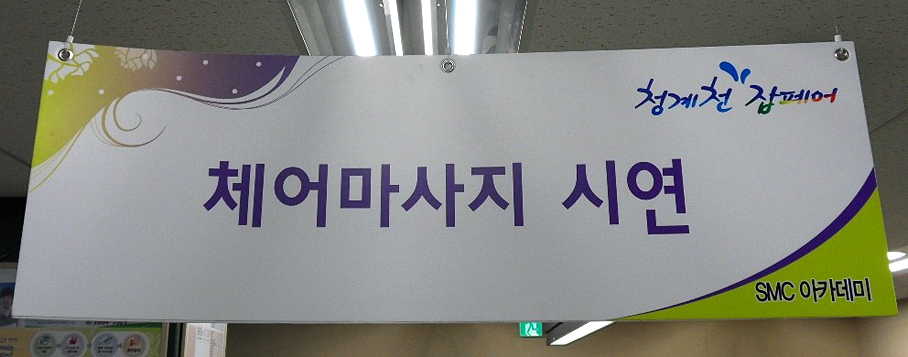 청계천 잡페어
체어마사지 시연
SMC 아카데미